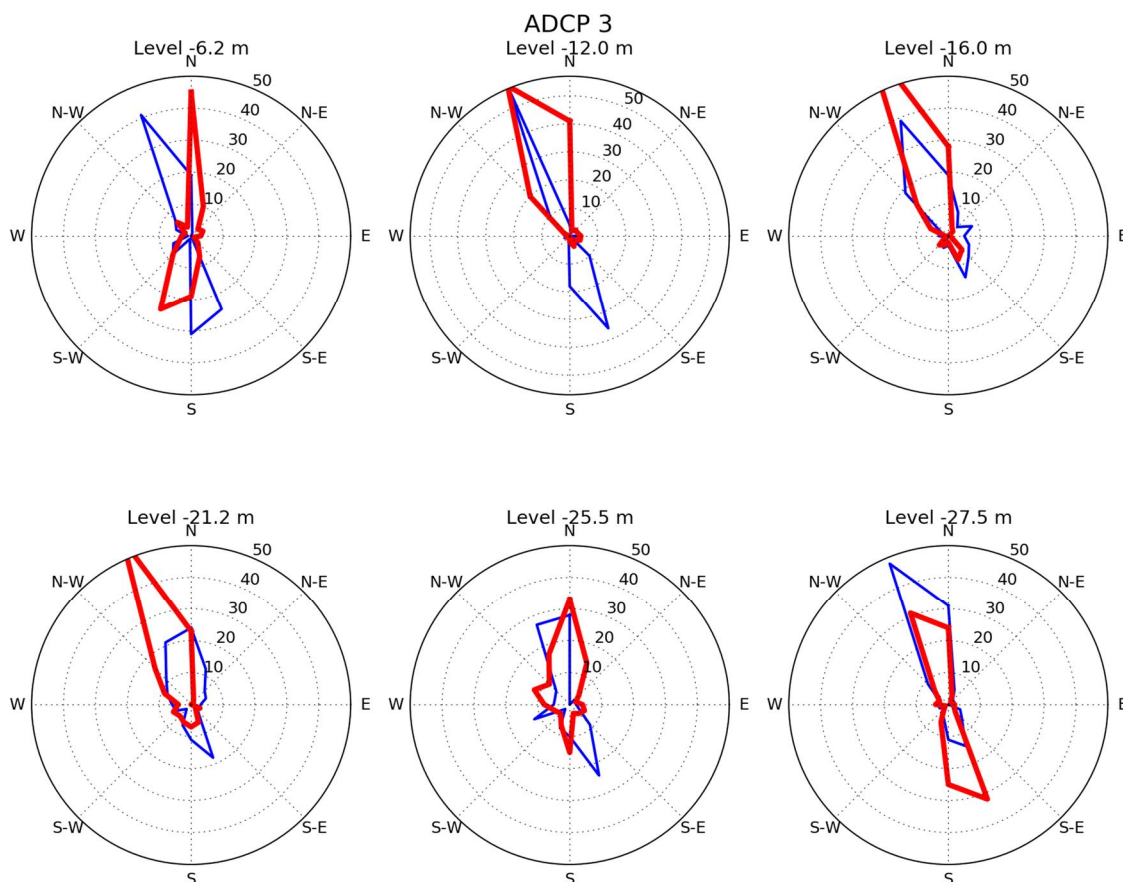 ADCP 3
Level -6.2 m
N
50
40
30
20
10
N-W
N-E
W
E
S-W
S-E
S
Level -12.0 m
N
50
40
30
20
10
N-W
N-E
W
E
S-W
S-E
S
Level -16.0 m
N
50
40
30
20
10
N-W
N-E
W
E
S-W
S-E
S
Level -21.2 m
N
50
40
30
20
10
N-W
N-E
W
E
S-W
S-E
S
Level -25.5 m
N
50
40
30
20
10
N-W
N-E
W
E
S-W
S-E
S
Level -27.5 m
N
50
40
30
20
10
N-W
N-E
W
E
S-W
S-E
S